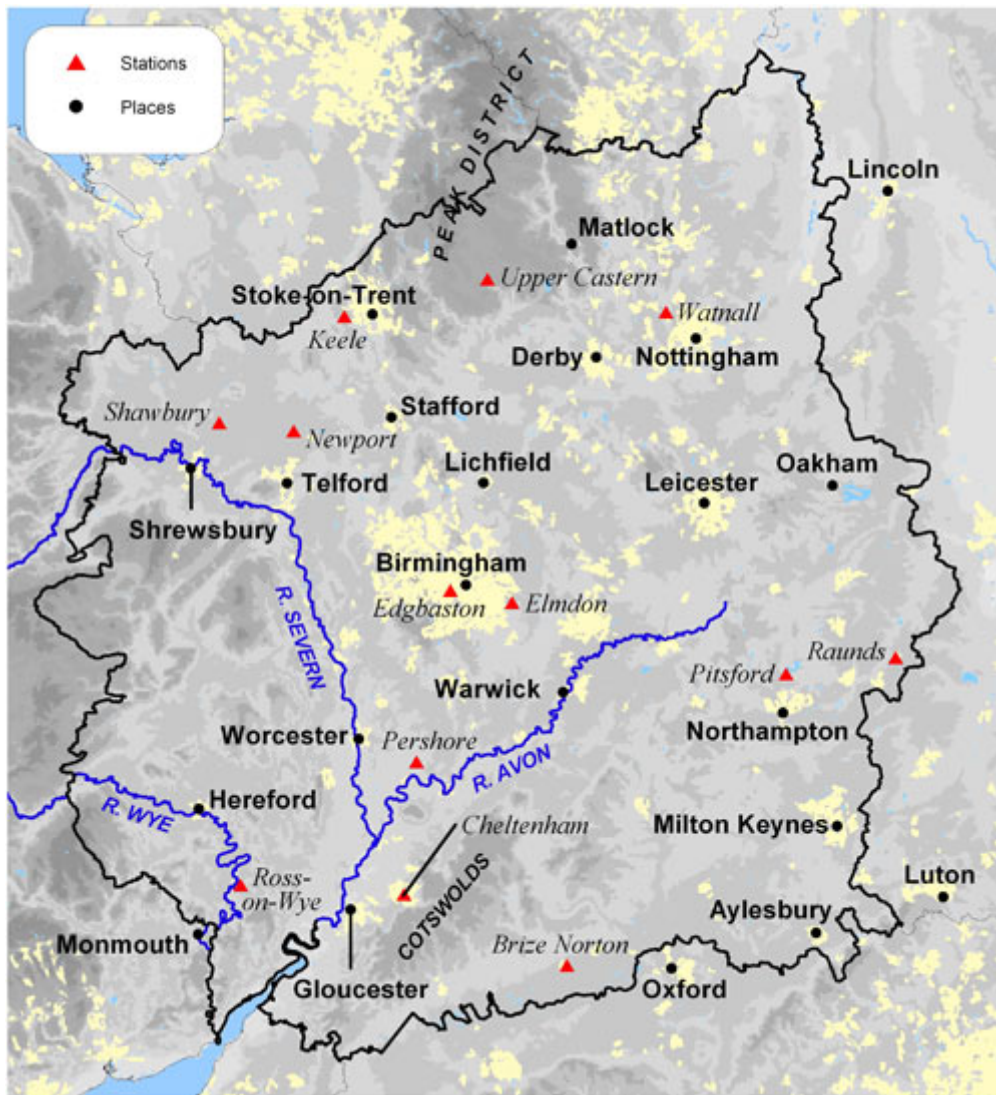 Stations
Places
PEAK DISTRICT
Lincoln
Matlock
Upper Castern
Stoke-on-Trent
Keele
Watnall
Derby
Nottingham
Shawbury
Stafford
Newport
Telford
Lichfield
Leicester
Oakham
Shrewsbury
Birmingham
Edgbaston
Elmdon
R. SEVERN
Raunds
Pitsford
Warwick
Northampton
Worcester
Pershore
R. AVON
Hereford
R. WYE
Cheltenham
Milton Keynes
Ross-
on-Wye
COTSWOLDS
Luton
Aylesbury
Monmouth
Brize Norton
Gloucester
Oxford